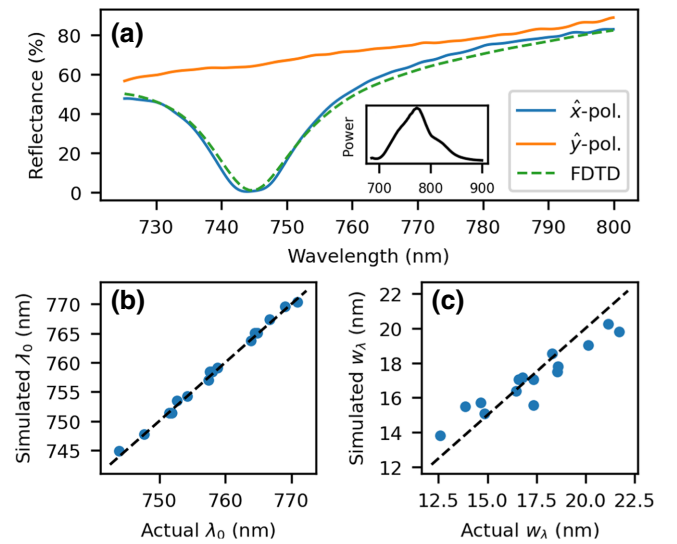 (a)
Reflectance (%)
80
60
40
20
0
730 740 750 760 770 780 790 800
Wavelength (nm)
Power
700 800 900
x̂-pol.
ŷ-pol.
FDTD
(b)
Simulated λ₀ (nm)
770
765
760
755
750
745
750 760 770
Actual λ₀ (nm)
(c)
Simulated w_λ (nm)
22
20
18
16
14
12
12.5 15.0 17.5 20.0 22.5
Actual w_λ (nm)